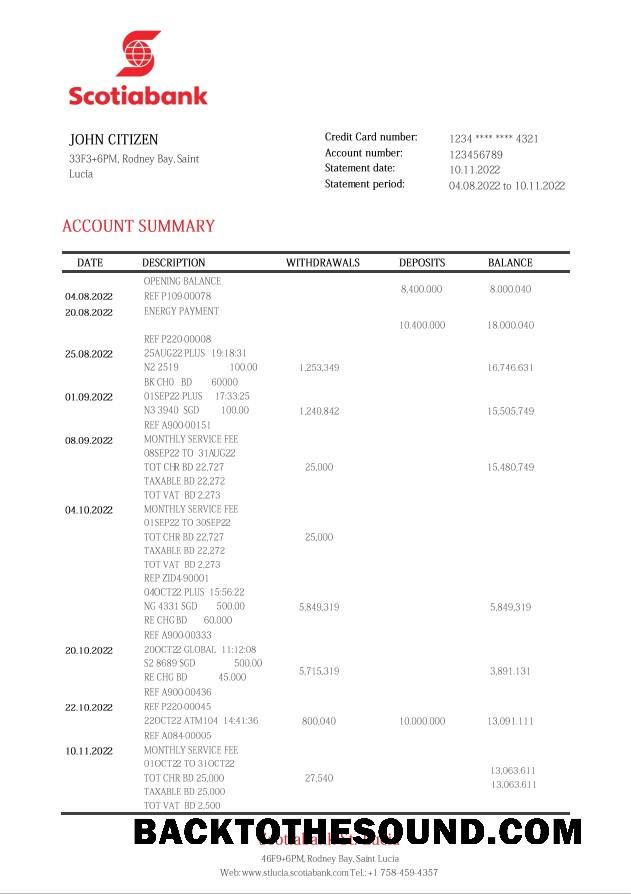 Scotiabank
JOHN CITIZEN
33F3+6PM, Rodney Bay, Saint
Lucia
Credit Card number: 1234 **** **** 4321
Account number: 123456789
Statement date: 10.11.2022
Statement period: 04.08.2022 to 10.11.2022
ACCOUNT SUMMARY
DATE DESCRIPTION WITHDRAWALS DEPOSITS BALANCE
OPENING BALANCE
8,400.000 8.000.040
04.08.2022 REF P109-00078
20.08.2022 ENERGY PAYMENT
10.400.000 18.000.040
REF P220-00008
25.08.2022 25AUG22 PLUS 19:18:31
N2 2519 100.00 1,253,349 16,746.631
BK CHO BD 60000
01.09.2022 01SEP22 PLUS 17:33:25
N3 3940 SGD 100.00 1,240.842 15,505,749
REF A900-00151
08.09.2022 MONTHLY SERVICE FEE
08SEP22 TO 31AUG22
TOT CHR BD 22,727 25,000 15,480,749
TAXABLE BD 22,272
TOT VAT BD 2,273
04.10.2022 MONTHLY SERVICE FEE
01SEP22 TO 30SEP22
TOT CHR BD 22,727 25,000
TAXABLE BD 22,272
TOT VAT BD 2,273
REP ZID4-90001
04OCT22 PLUS 15:56:22
NG 4331 SGD 500.00 5,849,319 5,849,319
RE CHG BD 60.000
REF A900-00333
20.10.2022 20OCT22 GLOBAL 11:12:08
S2 8689 SGD 500.00
5,715,319 3,891.131
RE CHG BD 45.000
REF A900-00436
22.10.2022 REF P220-00045
22OCT22 ATM104 14:41:36 800,040 10.000.000 13,091.111
REF A084-00005
10.11.2022 MONTHLY SERVICE FEE
01OCT22 TO 31OCT22
13,063.611
TOT CHR BD 25,000 27,540
13,063.611
TAXABLE BD 25,000
TOT VAT BD 2,500
BACKTOTHESOUND.COM
Scotiabank St. Lucia
46F9+6PM, Rodney Bay, Saint Lucia
Web: www.stlucia.scotiabank.com Tel.: +1 758-459-4357